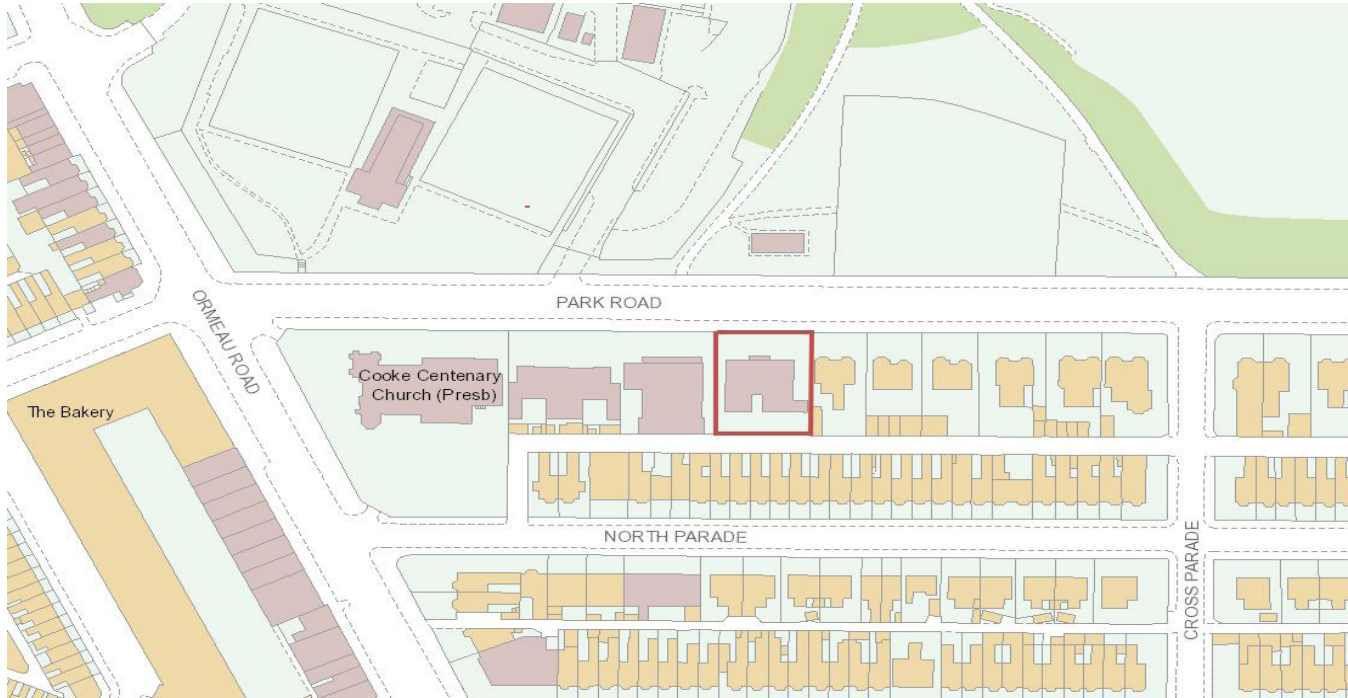 PARK ROAD
ORMEAU ROAD
Cooke Centenary
Church (Presb)
The Bakery
NORTH PARADE
CROSS PARADE